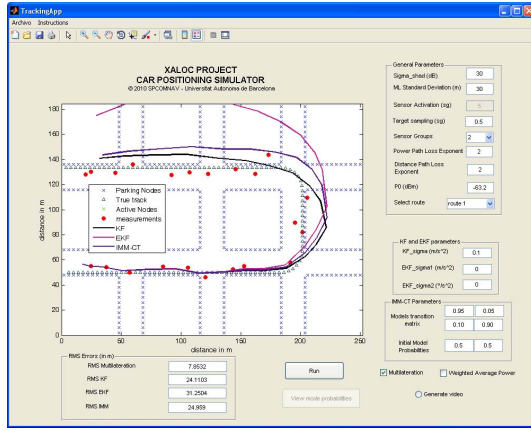 TrackingApp
Archivo Instructions
XALOC PROJECT
CAR POSITIONING SIMULATOR
© 2010 SPCOMNAV - Universitat Autonoma de Barcelona
180
160
140
120
100
80
60
40
20
0
0 50 100 150 200 250
distance in m
distance in m
Parking Nodes
True track
Active Nodes
measurements
KF
EKF
IMM-CT
General Parameters
Sigma_shad (dB) 30
ML Standard Deviation (m) 30
Sensor Activation (sg) 5
Target sampling (sg) 0.5
Sensor Groups: 2
Power Path Loss Exponent 2
Distance Path Loss Exponent 2
P0 (dBm) -63.2
Select route route 1
KF and EKF parameters
KF_sigma (m/s^2) 0.1
EKF_sigma1 (m/s^2) 0
EKF_sigma2 (º/s^2) 0
IMM-CT Parameters
Models transition matrix 0.95 0.05
0.10 0.90
Initial Model Probabilities 0.5 0.5
Multilateration Weighted Average Power
Generate video
RMS Errors (in m)
RMS Multilateration 7.8532
RMS KF 24.1103
RMS EKF 31.2504
RMS IMM 24.959
Run
View mode probabilities